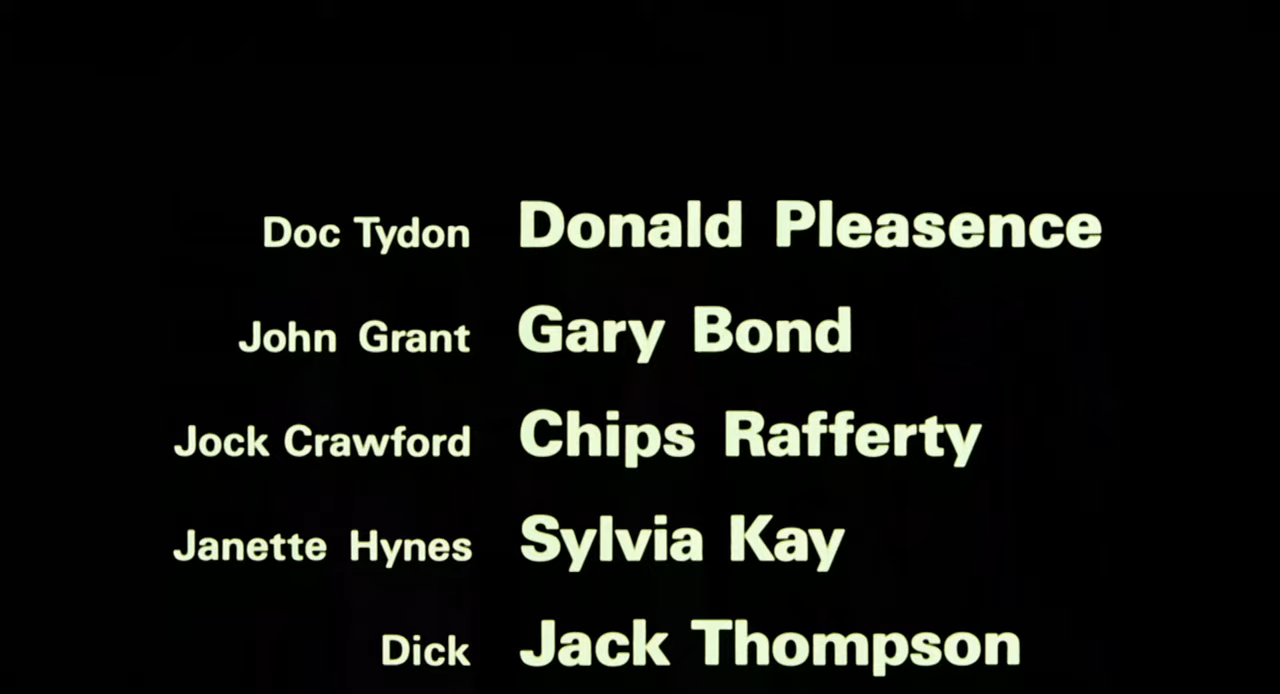 Doc Tydon Donald Pleasence
John Grant Gary Bond
Jock Crawford Chips Rafferty
Janette Hynes Sylvia Kay
Dick Jack Thompson